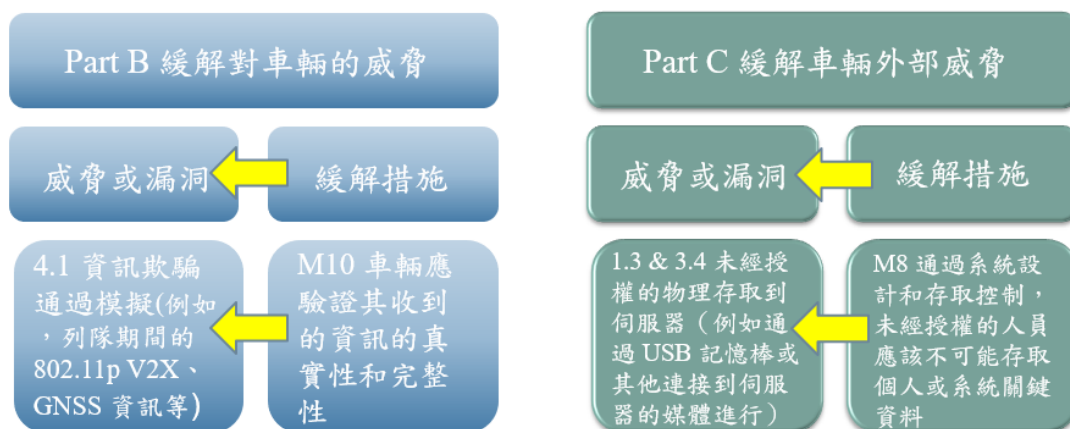 Part B 緩解對車輛的威脅
威脅或漏洞
緩解措施
4.1 資訊欺騙
通過模擬(例如
，列隊期間的
802.11p V2X、
GNSS 資訊等)
M10 車輛應
驗證其收到
的資訊的真
實性和完整
性
Part C 緩解車輛外部威脅
威脅或漏洞
緩解措施
1.3 & 3.4 未經授
權的物理存取到
伺服器（例如通
過 USB 記憶棒或
其他連接到伺服
器的媒體進行）
M8 通過系統設
計和存取控制，
未經授權的人員
應該不可能存取
個人或系統關鍵
資料